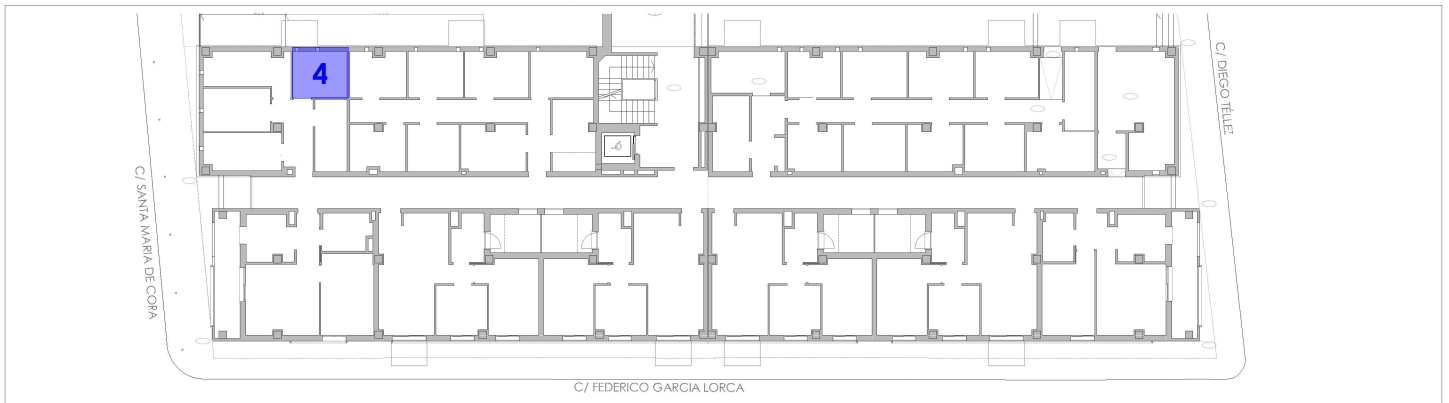 4
C/ DIEGO TÉLLEZ
C/ SANTA MARIA DE CORA
C/ FEDERICO GARCIA LORCA